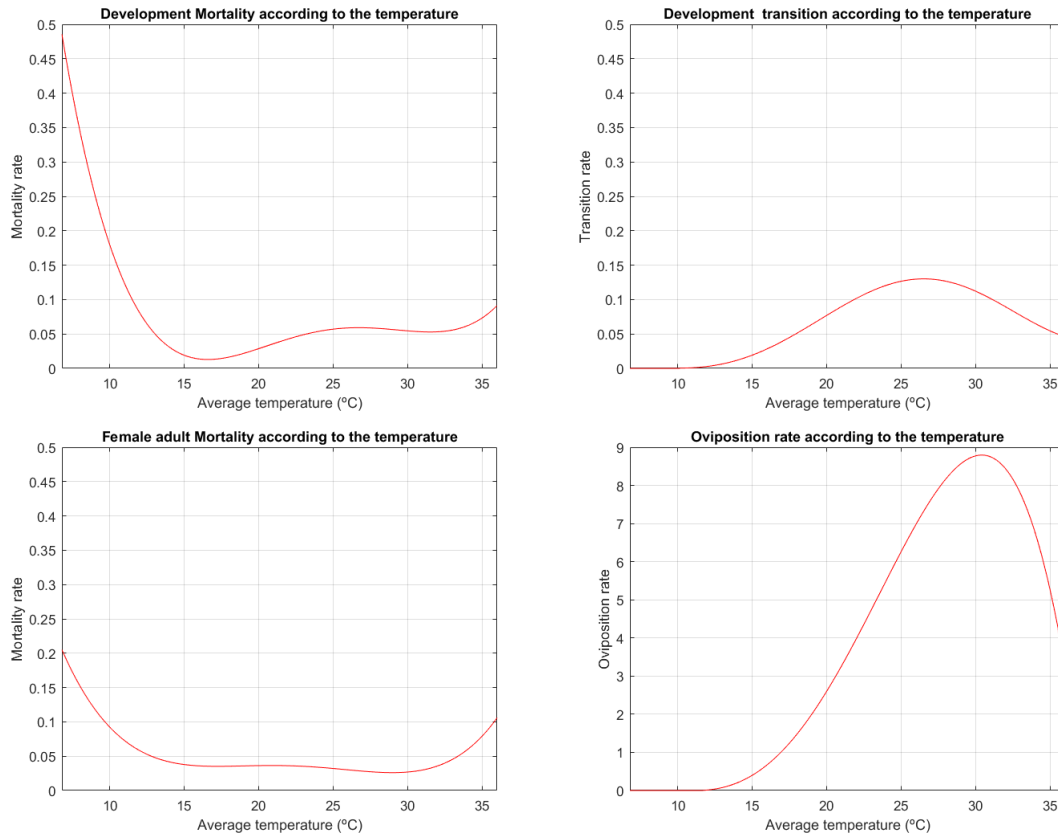 Development Mortality according to the temperature
0.5
0.45
0.4
0.35
0.3
0.25
0.2
0.15
0.1
0.05
0
Mortality rate
10 15 20 25 30 35
Average temperature (ºC)
Development transition according to the temperature
0.5
0.45
0.4
0.35
0.3
0.25
0.2
0.15
0.1
0.05
0
Transition rate
10 15 20 25 30 35
Average temperature (ºC)
Female adult Mortality according to the temperature
0.5
0.45
0.4
0.35
0.3
0.25
0.2
0.15
0.1
0.05
0
Mortality rate
10 15 20 25 30 35
Average temperature (ºC)
Oviposition rate according to the temperature
9
8
7
6
5
4
3
2
1
0
Oviposition rate
10 15 20 25 30 35
Average temperature (ºC)